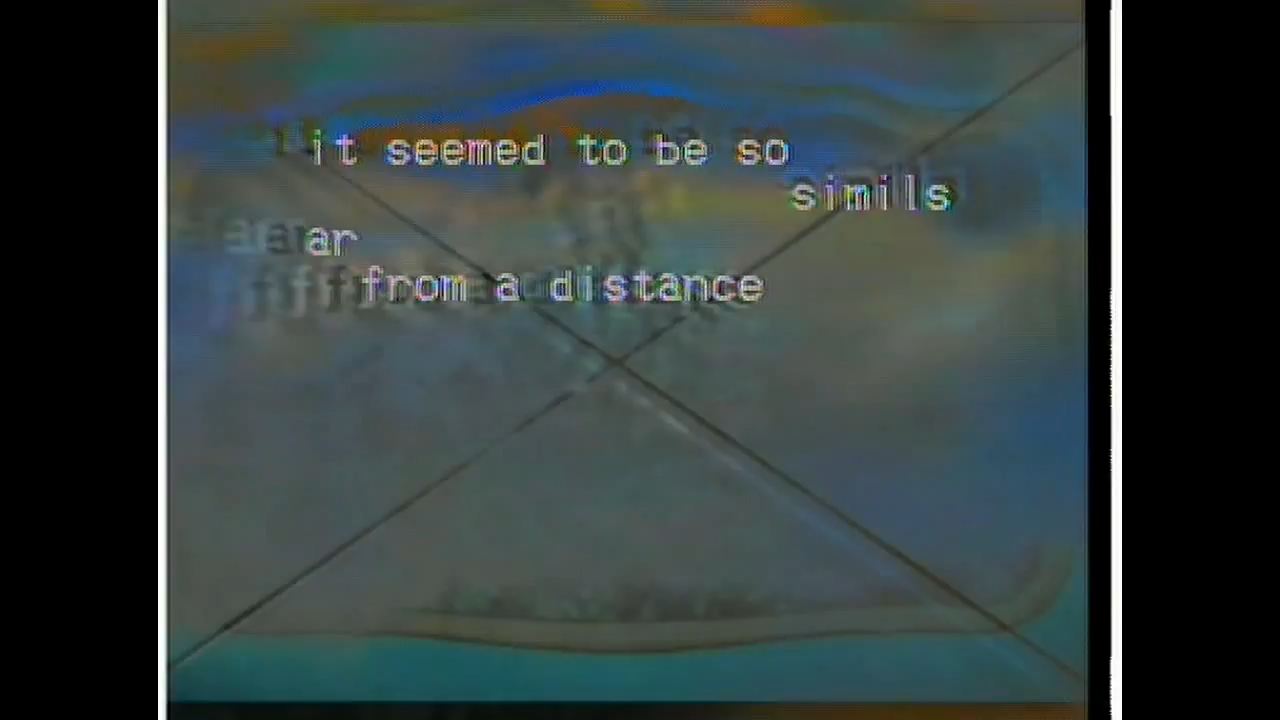 it seemed to be so
simils
ar
from a distance